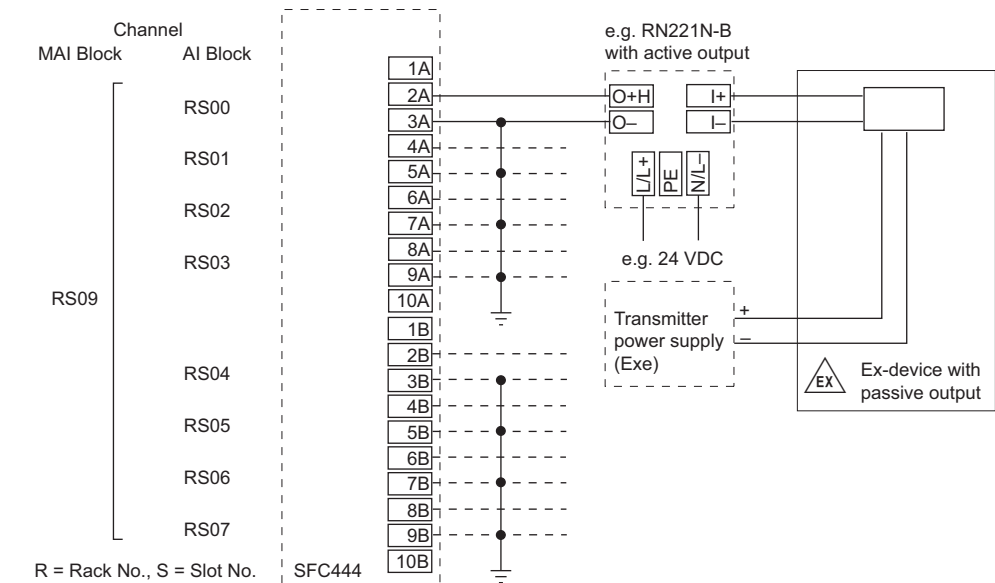 Channel
MAI Block
AI Block
RS00
RS01
RS02
RS03
RS09
RS04
RS05
RS06
RS07
R = Rack No., S = Slot No.
SFC444
1A
2A
3A
4A
5A
6A
7A
8A
9A
10A
1B
2B
3B
4B
5B
6B
7B
8B
9B
10B
e.g. RN221N-B
with active output
O+H
I+
O–
I–
L/L+
PE
N/L–
e.g. 24 VDC
Transmitter
power supply
(Exe)
+
–
EX
Ex-device with
passive output